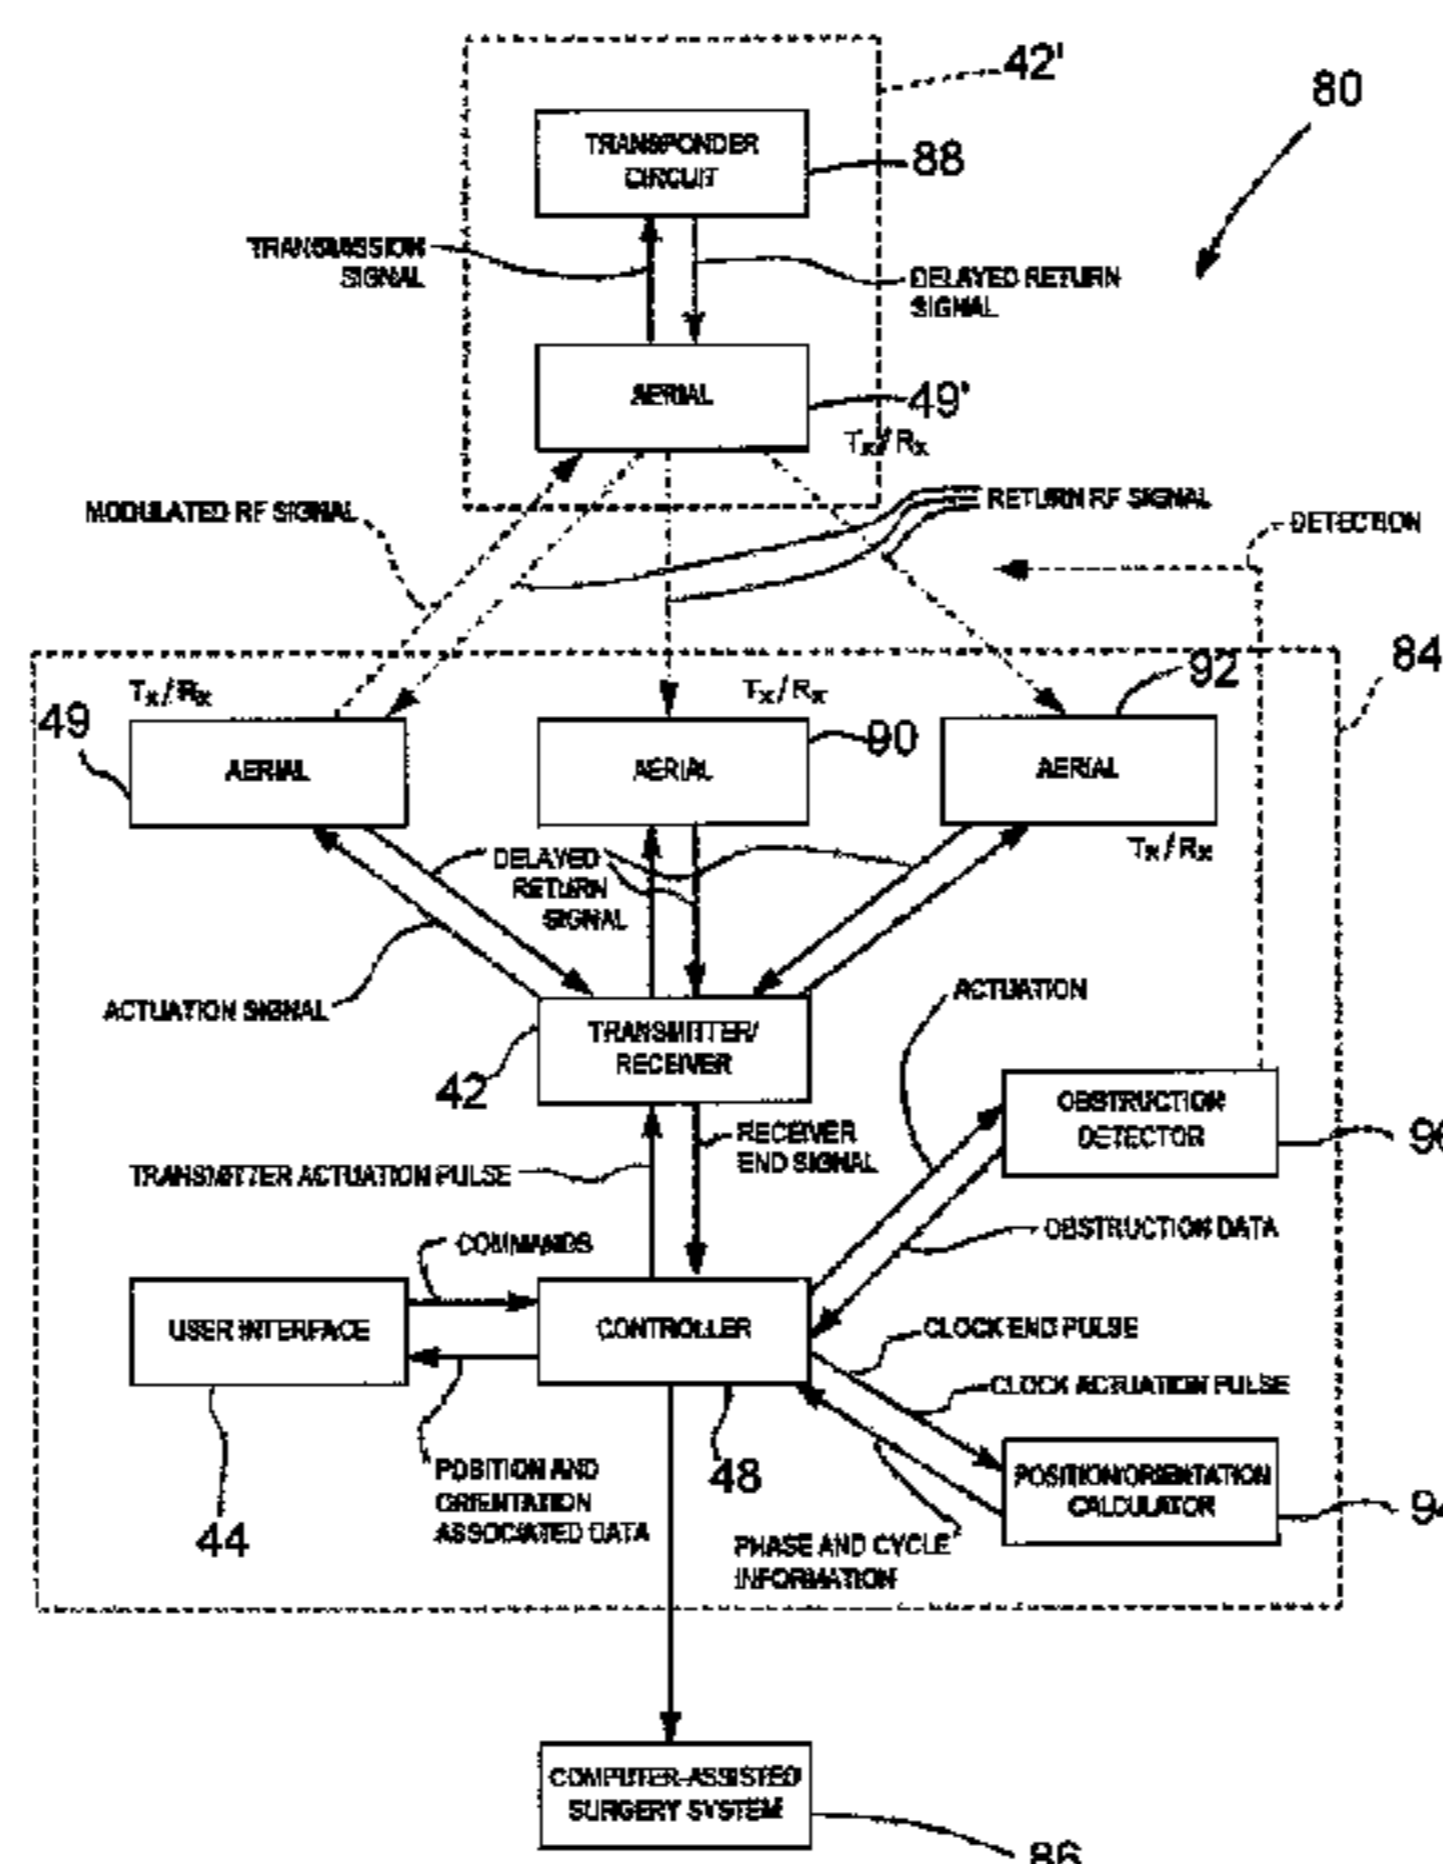 42'
80
TRANSPONDER
CIRCUIT
88
TRANSMISSION
SIGNAL
DELAYED RETURN
SIGNAL
AERIAL
49'
Tx/Rx
MODULATED RF SIGNAL
RETURN RF SIGNAL
DETECTION
84
Tx/Rx
Tx/Rx
92
49
AERIAL
AERIAL
90
AERIAL
Tx/Rx
DELAYED
RETURN
SIGNAL
ACTUATION SIGNAL
ACTUATION
TRANSMITTER/
RECEIVER
42
OBSTRUCTION
DETECTOR
RECEIVER
END SIGNAL
TRANSMITTER ACTUATION PULSE
OBSTRUCTION DATA
COMMANDS
USER INTERFACE
CONTROLLER
CLOCK END PULSE
CLOCK ACTUATION PULSE
44
POSITION AND
ORIENTATION
ASSOCIATED DATA
48
POSITION/ORIENTATION
CALCULATOR
PHASE AND CYCLE
INFORMATION
COMPUTER-ASSISTED
SURGERY SYSTEM
86